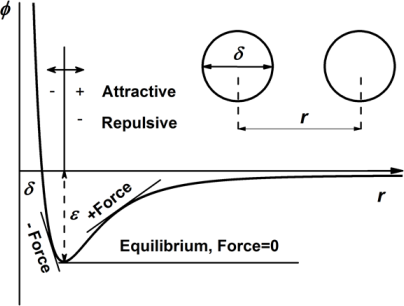 ϕ
δ
- + Attractive
- Repulsive
r
δ
ε
+Force
r
- Force
Equilibrium, Force=0